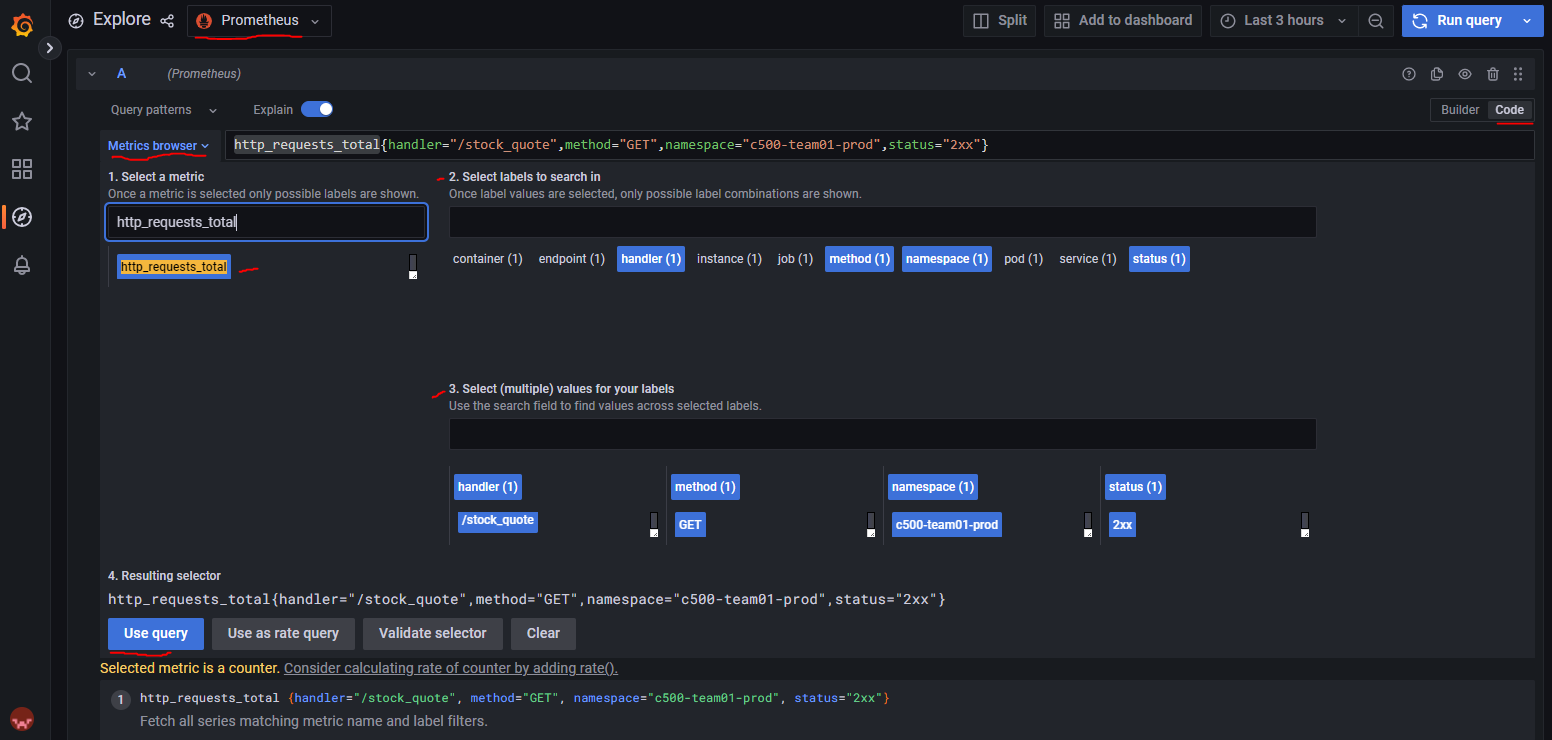 Explore
Prometheus
Split
Add to dashboard
Last 3 hours
Run query
A
(Prometheus)
Query patterns
Explain
Builder
Code
Metrics browser
http_requests_total{handler="/stock_quote",method="GET",namespace="c500-team01-prod",status="2xx"}
1. Select a metric
Once a metric is selected only possible labels are shown.
http_requests_total
http_requests_total
2. Select labels to search in
Once label values are selected, only possible label combinations are shown.
container (1) endpoint (1) handler (1) instance (1) job (1) method (1) namespace (1) pod (1) service (1) status (1)
3. Select (multiple) values for your labels
Use the search field to find values across selected labels.
handler (1) method (1) namespace (1) status (1)
/stock_quote GET c500-team01-prod 2xx
4. Resulting selector
http_requests_total{handler="/stock_quote",method="GET",namespace="c500-team01-prod",status="2xx"}
Use query Use as rate query Validate selector Clear
Selected metric is a counter. Consider calculating rate of counter by adding rate().
1 http_requests_total {handler="/stock_quote", method="GET", namespace="c500-team01-prod", status="2xx"}
Fetch all series matching metric name and label filters.